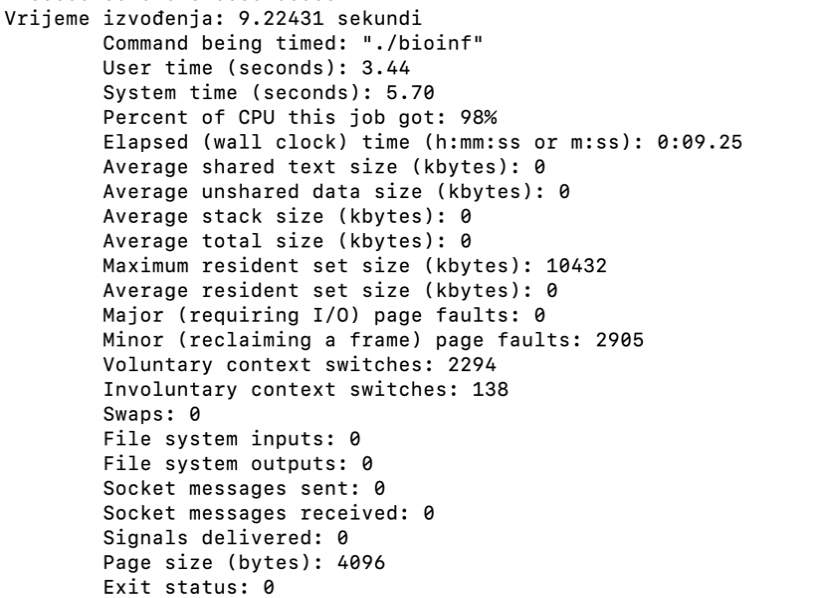 Vrijeme izvođenja: 9.22431 sekundi
Command being timed: "./bioinf"
User time (seconds): 3.44
System time (seconds): 5.70
Percent of CPU this job got: 98%
Elapsed (wall clock) time (h:mm:ss or m:ss): 0:09.25
Average shared text size (kbytes): 0
Average unshared data size (kbytes): 0
Average stack size (kbytes): 0
Average total size (kbytes): 0
Maximum resident set size (kbytes): 10432
Average resident set size (kbytes): 0
Major (requiring I/O) page faults: 0
Minor (reclaiming a frame) page faults: 2905
Voluntary context switches: 2294
Involuntary context switches: 138
Swaps: 0
File system inputs: 0
File system outputs: 0
Socket messages sent: 0
Socket messages received: 0
Signals delivered: 0
Page size (bytes): 4096
Exit status: 0